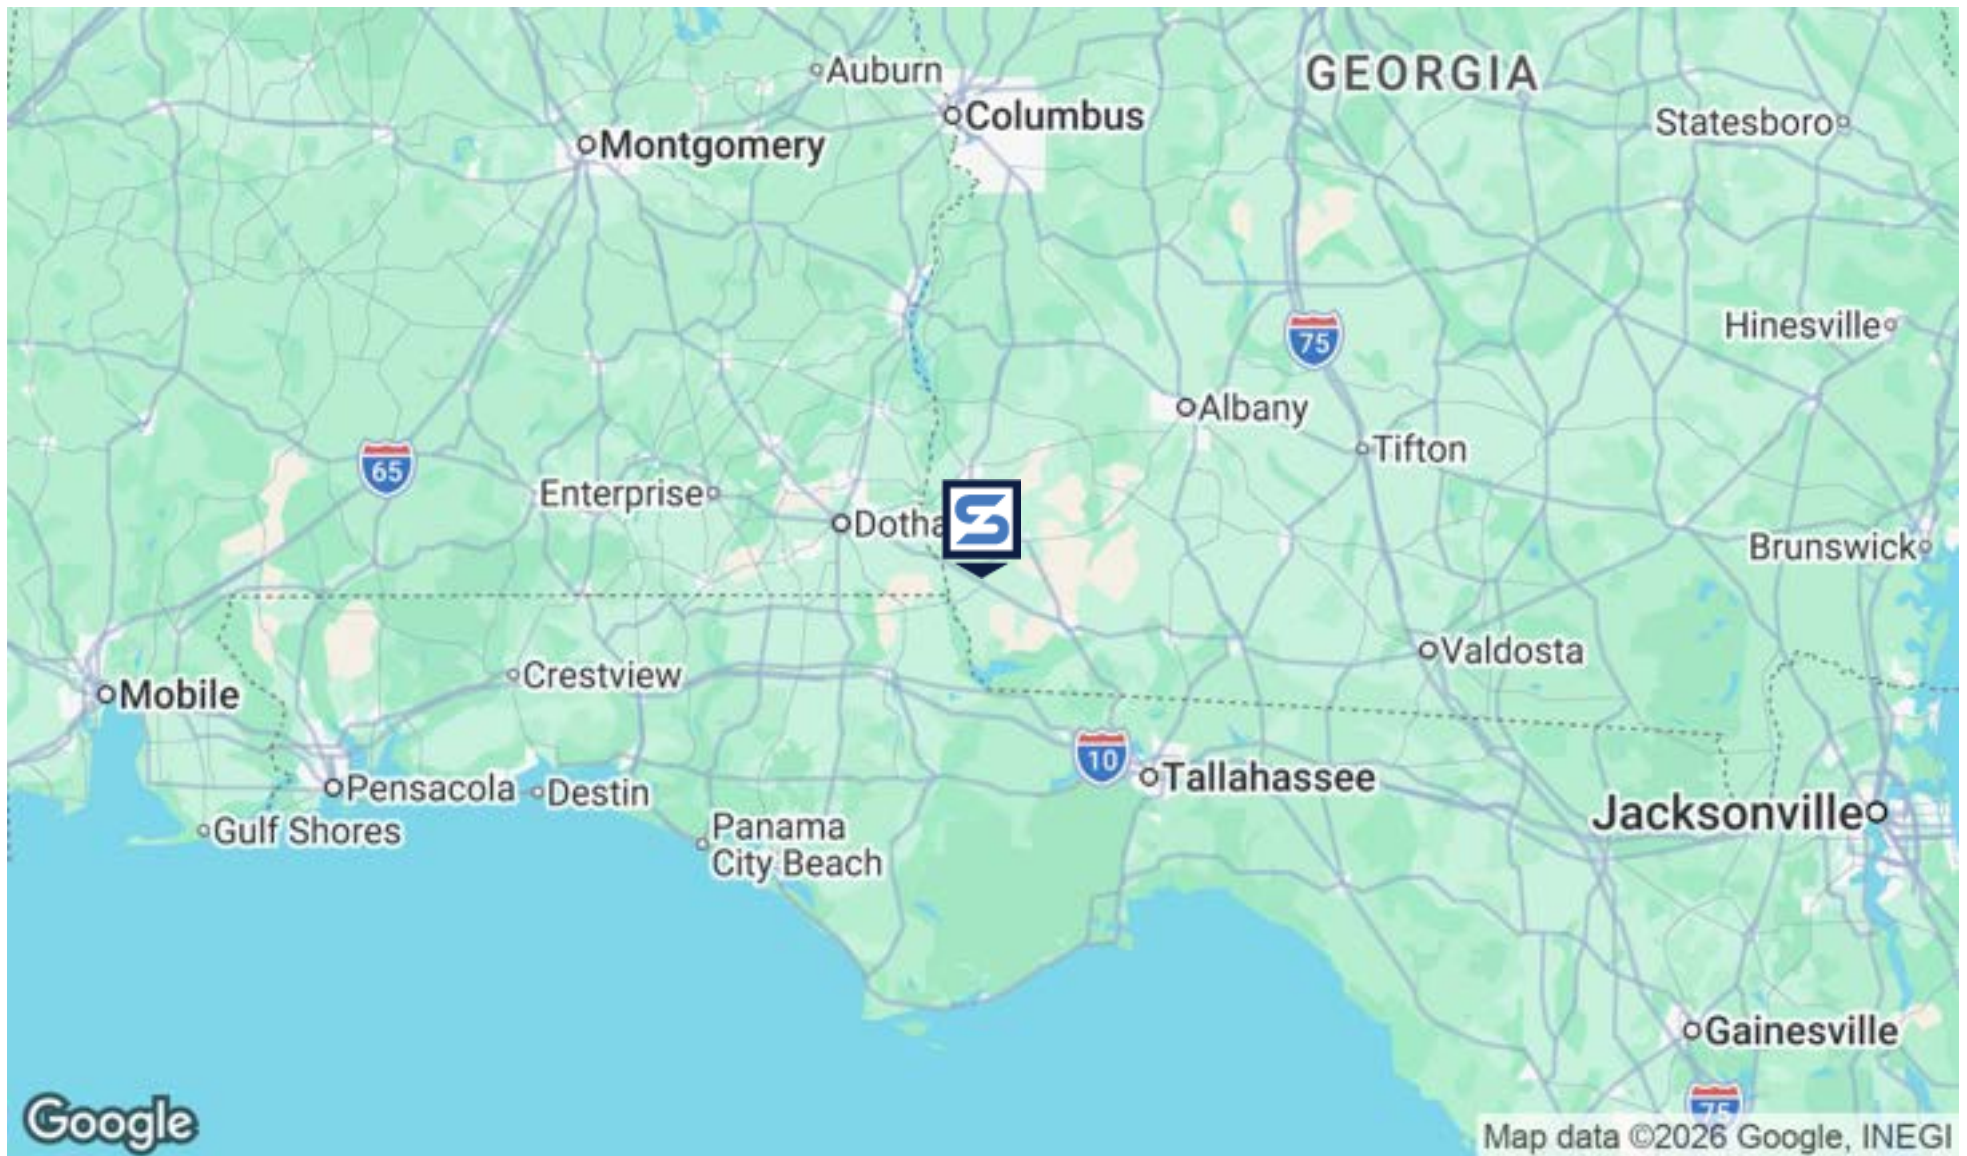 Auburn
GEORGIA
Columbus
Statesboro
Montgomery
Hinesville
75
Albany
Tifton
65
Enterprise
Dotha
Brunswick
Valdosta
Crestview
Mobile
10
Tallahassee
Pensacola
Destin
Jacksonville
Gulf Shores
Panama
City Beach
Gainesville
75
Google
Map data ©2026 Google, INEGI